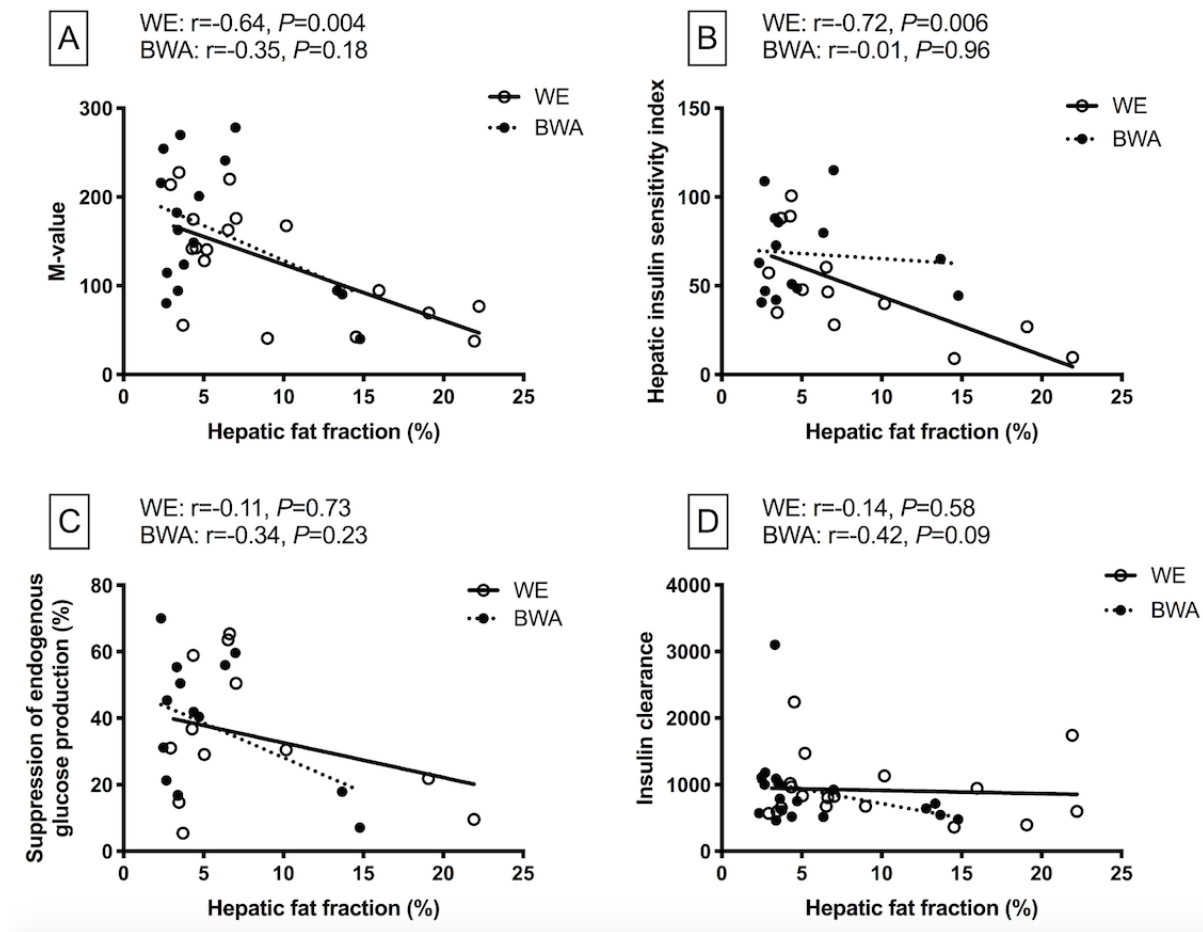 A
WE: r=-0.64, P=0.004
BWA: r=-0.35, P=0.18
WE
BWA
300
200
100
0
M-value
0 5 10 15 20 25
Hepatic fat fraction (%)
B
WE: r=-0.72, P=0.006
BWA: r=-0.01, P=0.96
WE
BWA
150
100
50
0
Hepatic insulin sensitivity index
0 5 10 15 20 25
Hepatic fat fraction (%)
C
WE: r=-0.11, P=0.73
BWA: r=-0.34, P=0.23
WE
BWA
80
60
40
20
0
Suppression of endogenous
glucose production (%)
0 5 10 15 20 25
Hepatic fat fraction (%)
D
WE: r=-0.14, P=0.58
BWA: r=-0.42, P=0.09
WE
BWA
4000
3000
2000
1000
0
Insulin clearance
0 5 10 15 20 25
Hepatic fat fraction (%)